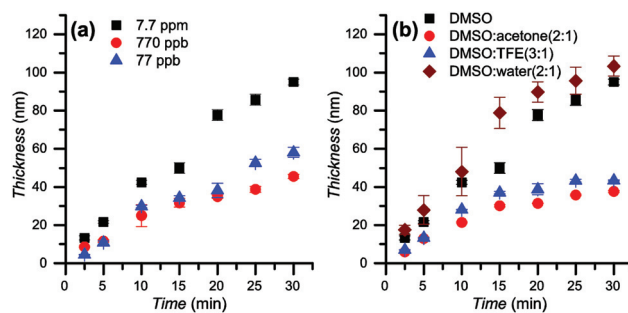 (a)
7.7 ppm
770 ppb
77 ppb
Thickness (nm)
120
100
80
60
40
20
0
0 5 10 15 20 25 30
Time (min)
(b)
DMSO
DMSO:acetone(2:1)
DMSO:TFE(3:1)
DMSO:water(2:1)
Thickness (nm)
120
100
80
60
40
20
0
0 5 10 15 20 25 30
Time (min)